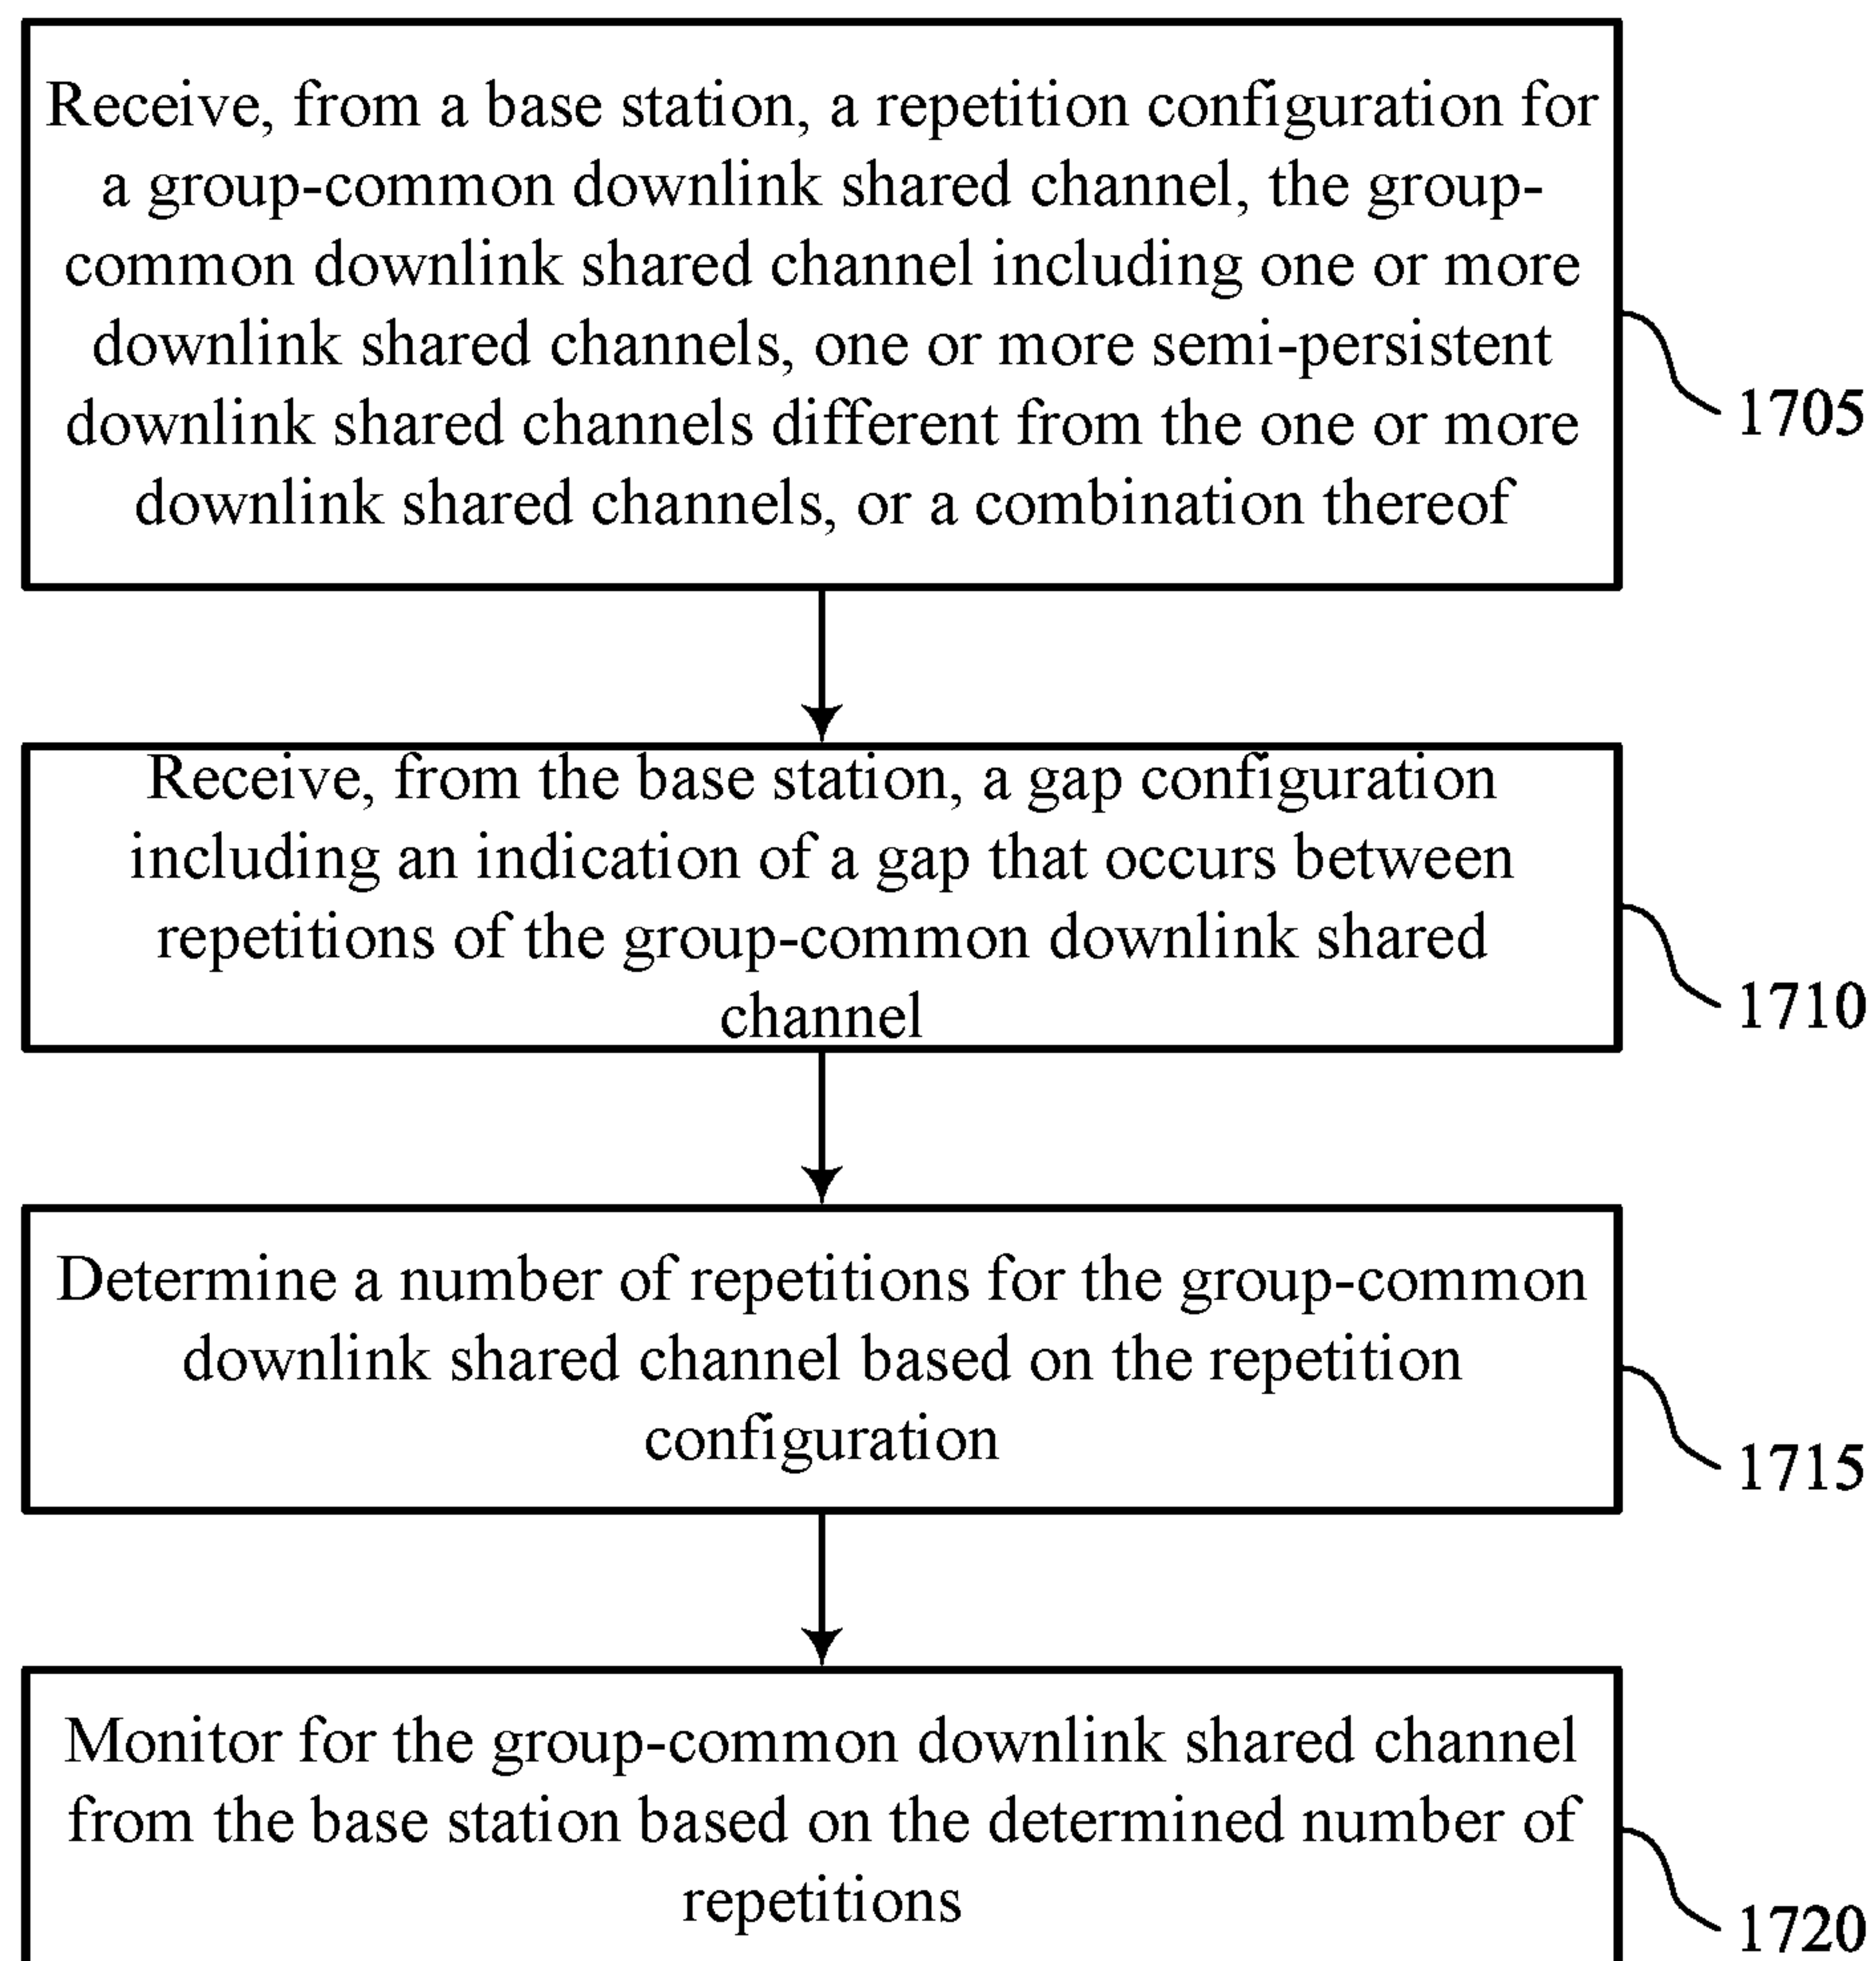 Receive, from a base station, a repetition configuration for
a group-common downlink shared channel, the group-
common downlink shared channel including one or more
downlink shared channels, one or more semi-persistent
downlink shared channels different from the one or more
downlink shared channels, or a combination thereof
1705
Receive, from the base station, a gap configuration
including an indication of a gap that occurs between
repetitions of the group-common downlink shared
channel
1710
Determine a number of repetitions for the group-common
downlink shared channel based on the repetition
configuration
1715
Monitor for the group-common downlink shared channel
from the base station based on the determined number of
repetitions
1720